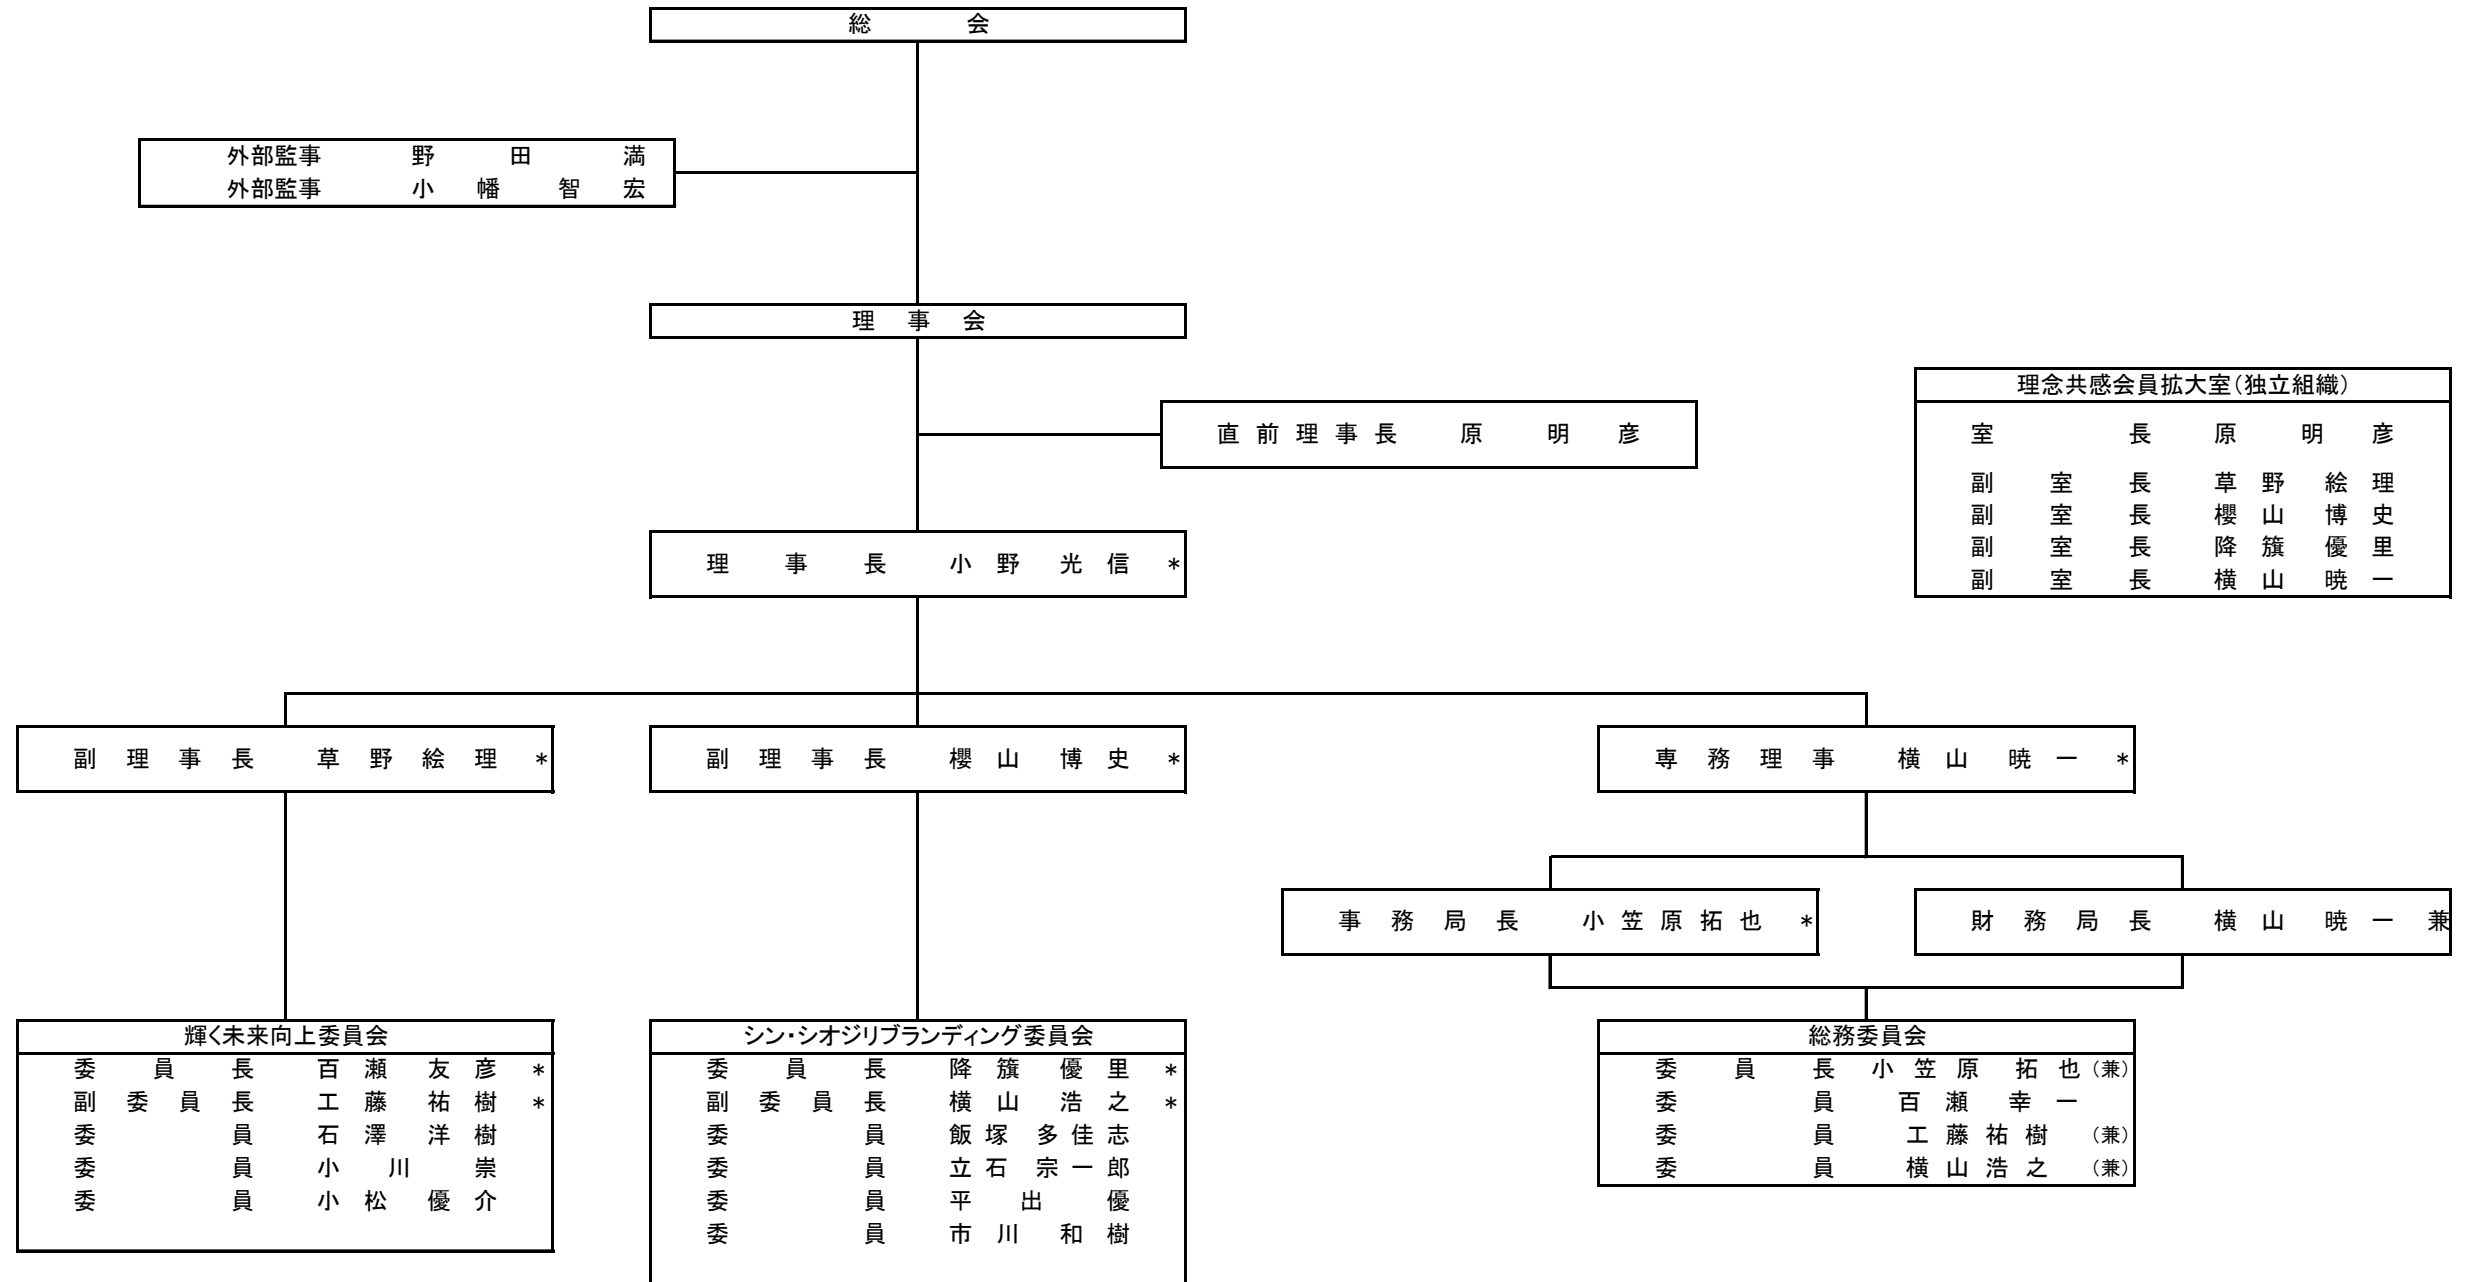 総会
外部監事 野田 満
外部監事 小幡 智宏
理事会
理念共感会員拡大室(独立組織)
直前理事長 原 明彦
室長 原 明彦
副室長 草野 絵理
副室長 櫻山 博史
副室長 降籏 優里
副室長 横山 暁一
理事長 小野 光信 *
副理事長 草野絵理 *
副理事長 櫻山 博史 *
専務理事 横山 暁一 *
事務局長 小笠原拓也 *
財務局長 横山 暁一 兼
輝く未来向上委員会
委員長 百瀬 友彦 *
副委員長 工藤 祐樹 *
委員 石澤 洋樹
委員 小川 崇
委員 小松 優介
シン・シオジリブランディング委員会
委員長 降籏 優里 *
副委員長 横山 浩之 *
委員 飯塚 多佳志
委員 立石 宗一郎
委員 平出 優
委員 市川 和樹
総務委員会
委員長 小笠原 拓也(兼)
委員 百瀬 幸一
委員 工藤祐樹 (兼)
委員 横山浩之 (兼)